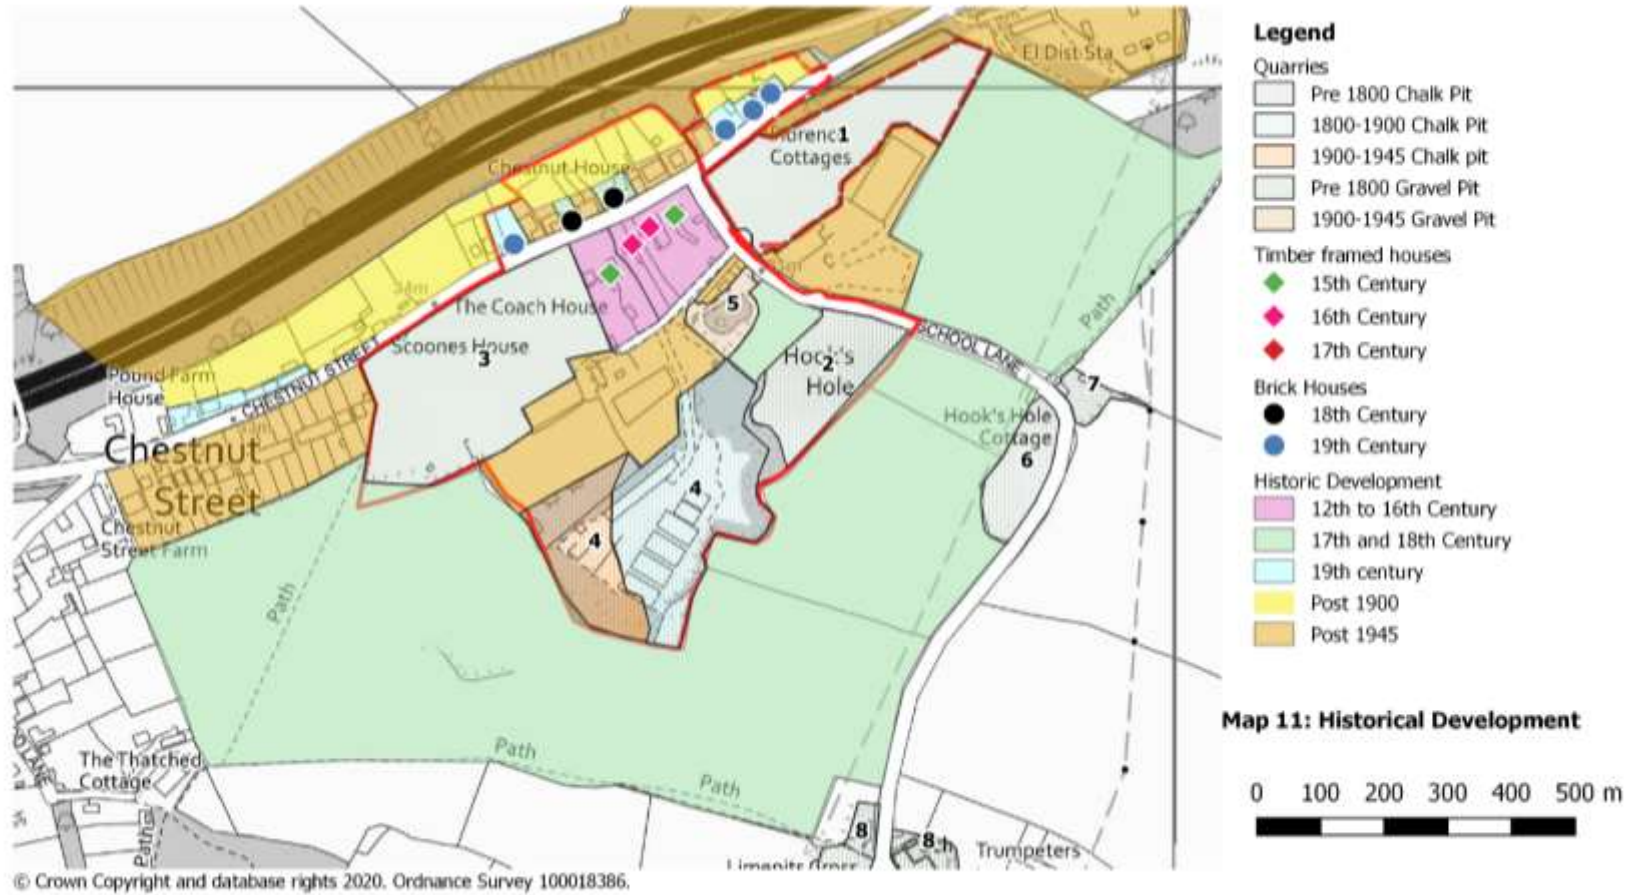 El Dist Sta
1
Cottages
Chestnut House
The Coach House
5
Scoones House
3
Hook's
2
Hole
SCHOOL LANE
Path
7
Pound Farm
House
CHESTNUT STREET
Chestnut
Street
Chestnut
Street Farm
Hook's Hole
Cottage
6
4
4
Path
The Thatched
Cottage
Path
Path
Path
LANE
8
8
Trumpeters
Legend
Quarries
Pre 1800 Chalk Pit
1800-1900 Chalk Pit
1900-1945 Chalk pit
Pre 1800 Gravel Pit
1900-1945 Gravel Pit
Timber framed houses
15th Century
16th Century
17th Century
Brick Houses
18th Century
19th Century
Historic Development
12th to 16th Century
17th and 18th Century
19th century
Post 1900
Post 1945
Map 11: Historical Development
0 100 200 300 400 500 m
© Crown Copyright and database rights 2020. Ordnance Survey 100018386.